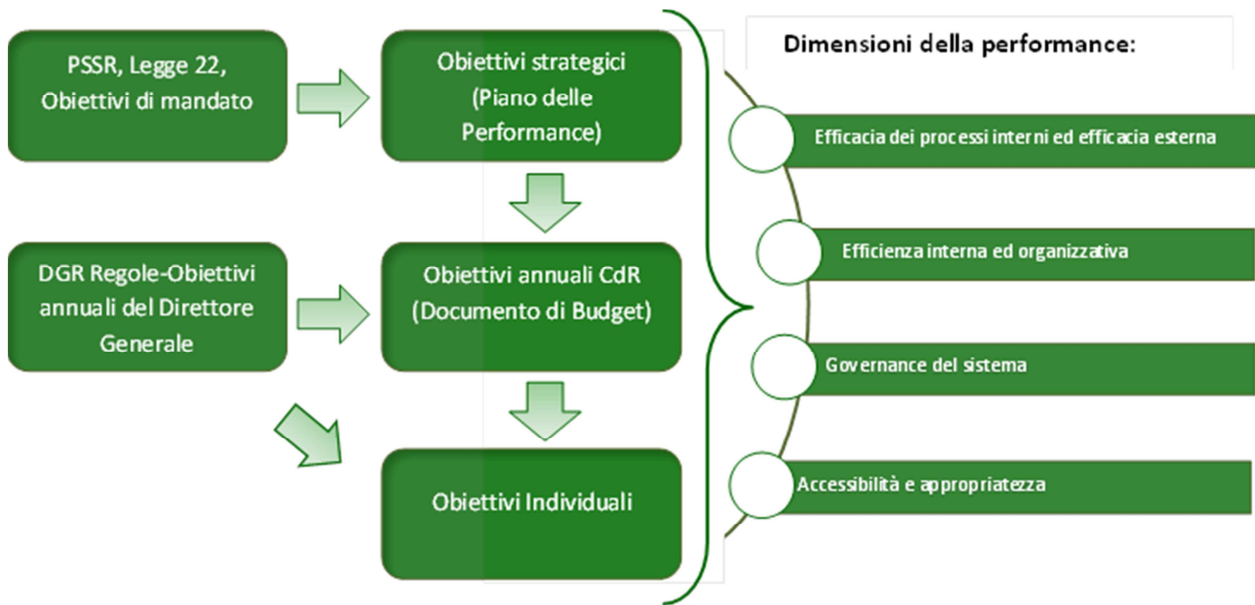 PSSR, Legge 22,
Obiettivi di mandato
Obiettivi strategici
(Piano delle
Performance)
DGR Regole-Obiettivi
annuali del Direttore
Generale
Obiettivi annuali CdR
(Documento di Budget)
Obiettivi Individuali
Dimensioni della performance:
Efficacia dei processi interni ed efficacia esterna
Efficienza interna ed organizzativa
Governance del sistema
Accessibilità e appropriatezza